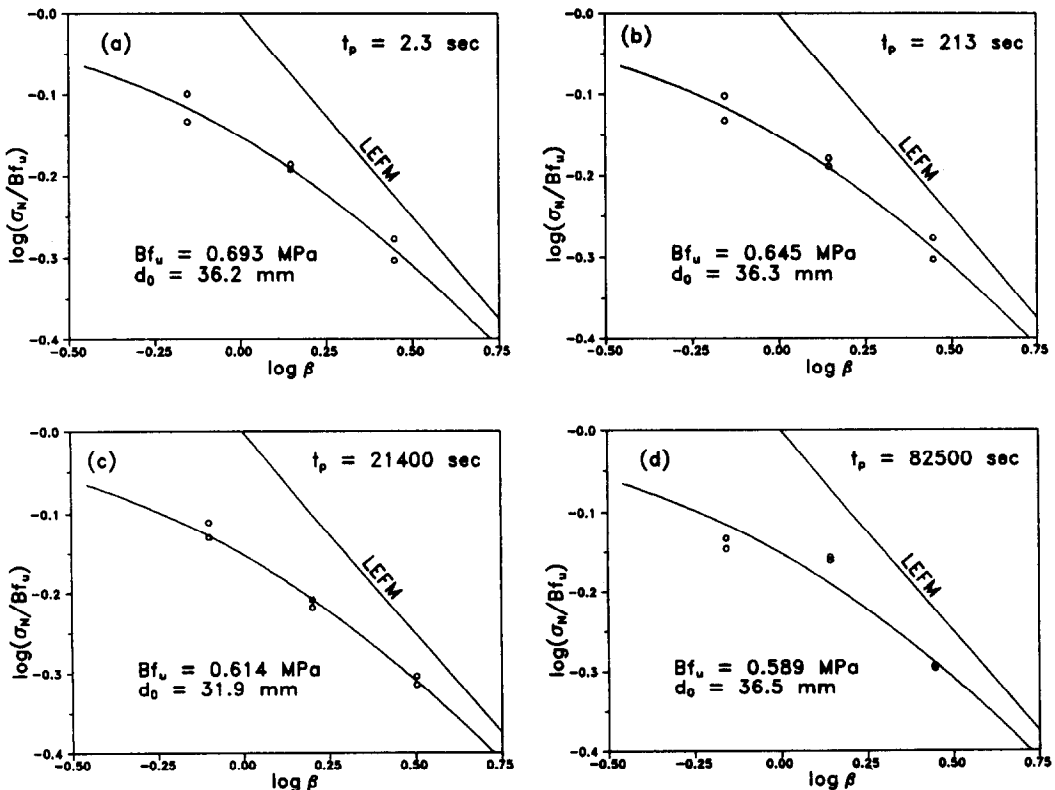 (a)
t_p = 2.3 sec
-0.1
-0.2
-0.3
-0.4
log(σ_N/Bf_u)
LEFM
Bf_u = 0.693 MPa
d_0 = 36.2 mm
-0.50
-0.25
0.00
0.25
0.50
0.75
log β
(b)
t_p = 213 sec
-0.0
-0.1
-0.2
-0.3
-0.4
log(σ_N/Bf_u)
LEFM
Bf_u = 0.645 MPa
d_0 = 36.3 mm
-0.50
-0.25
0.00
0.25
0.50
0.75
log β
(c)
t_p = 21400 sec
-0.0
-0.1
-0.2
-0.3
-0.4
log(σ_N/Bf_u)
LEFM
Bf_u = 0.614 MPa
d_0 = 31.9 mm
-0.50
-0.25
0.00
0.25
0.50
0.75
log β
(d)
t_p = 82500 sec
-0.0
-0.1
-0.2
-0.3
-0.4
log(σ_N/Bf_u)
LEFM
Bf_u = 0.589 MPa
d_0 = 36.5 mm
-0.50
-0.25
0.00
0.25
0.50
0.75
log β